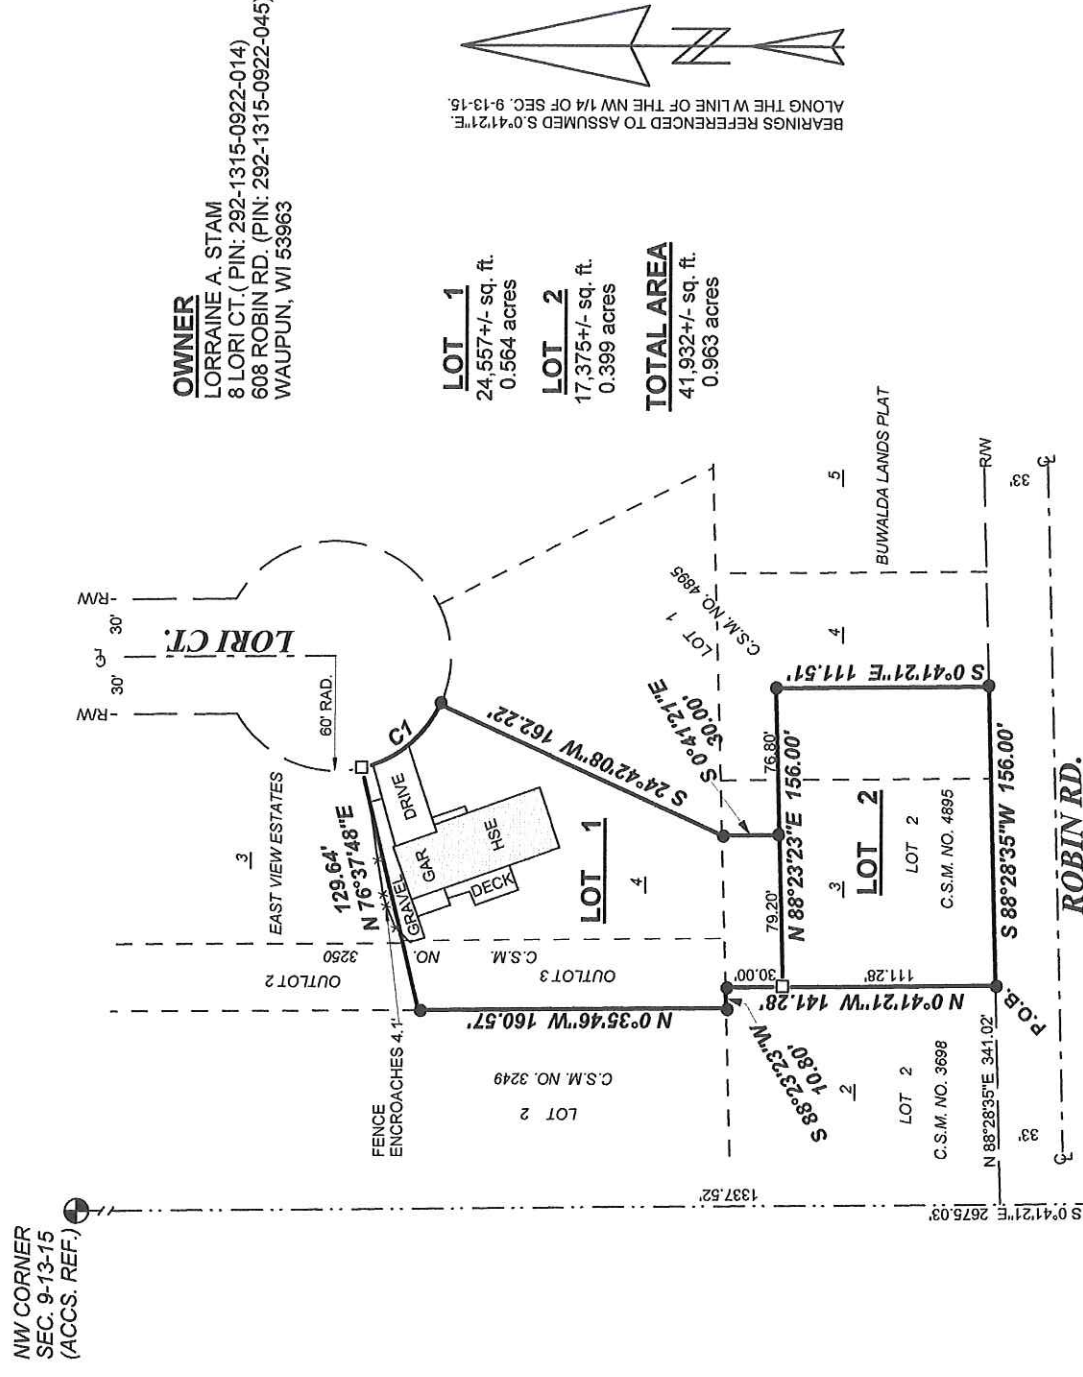 NW CORNER
SEC. 9-13-15
(ACCS. REF.)
OWNER
LORRAINE A. STAM
8 LORI CT.( PIN: 292-1315-0922-014)
608 ROBIN RD. (PIN: 292-1315-0922-045)
WAUPUN, WI 53963
LOT 1
24,557+/- sq. ft.
0.564 acres
LOT 2
17,375+/- sq. ft.
0.399 acres
TOTAL AREA
41,932+/- sq. ft.
0.963 acres
BEARINGS REFERENCED TO ASSUMED S.0°41'21"E.
ALONG THE W LINE OF THE NW 1/4 OF SEC. 9-13-15.
N
R/W
30'
CL
30'
R/W
LORI CT.
60' RAD.
C1
3
EAST VIEW ESTATES
129.64'
N 76°37'48"E
FENCE
ENCROACHES 4.1'
GRAVEL
DRIVE
GAR
HSE
DECK
LOT 1
4
OUTLOT 2
C.S.M. NO. 3250
OUTLOT 3
N 0°35'46"W 160.57'
C.S.M. NO. 3249
LOT 2
S 24°42'08"W 162.22'
S 0°41'21"E
30.00'
LOT 1
C.S.M. NO. 4895
S 88°23'23"W
10.80'
30.00'
79.20'
76.80'
N 88°23'23"E 156.00'
111.28'
N 0°41'21"W 141.28'
S 0°41'21"E 111.51'
3
LOT 2
LOT 2
C.S.M. NO. 4895
4
5
BUWALDA LANDS PLAT
2
LOT 2
C.S.M. NO. 3698
N 88°28'35"E 341.02'
P.O.B.
S 88°28'35"W 156.00'
R/W
33'
33'
CL
CL
ROBIN RD.
1337.52'
S 0°41'21"E 2675.03'